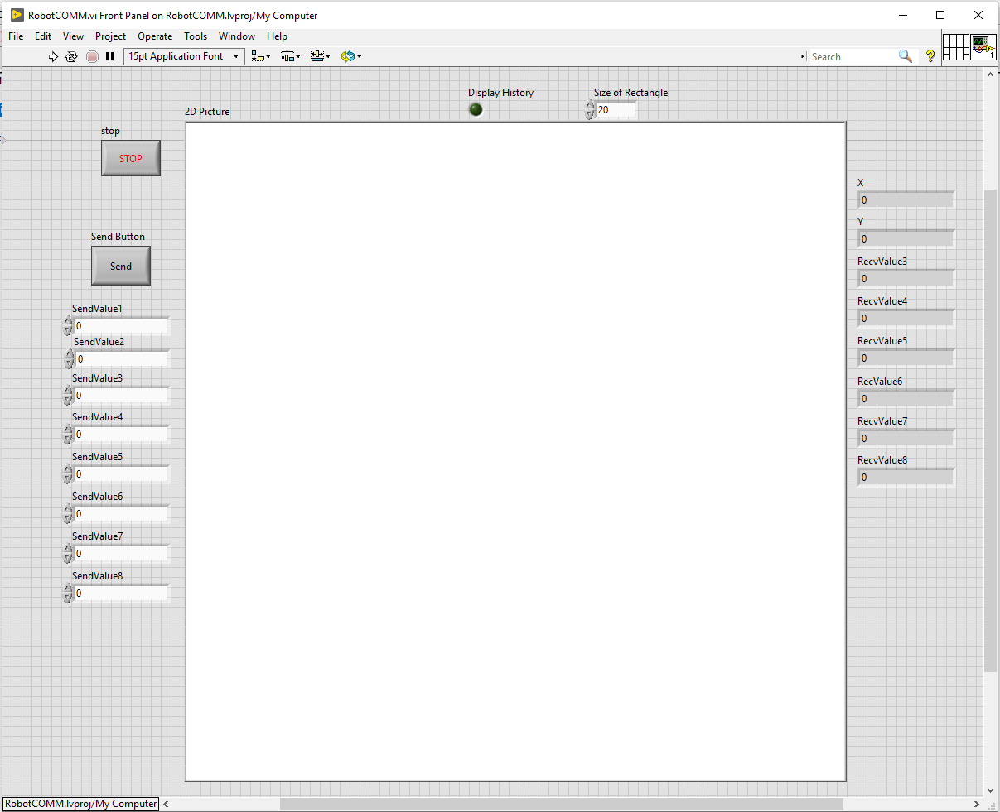 RobotCOMM.vi Front Panel on RobotCOMM.lvproj/My Computer
File Edit View Project Operate Tools Window Help
15pt Application Font
Search
?
1
Display History
Size of Rectangle
20
2D Picture
stop
STOP
Send Button
Send
SendValue1
0
SendValue2
0
SendValue3
0
SendValue4
0
SendValue5
0
SendValue6
0
SendValue7
0
SendValue8
0
X
0
Y
0
RecvValue3
0
RecvValue4
0
RecvValue5
0
RecValue6
0
RecvValue7
0
RecvValue8
0
RobotCOMM.lvproj/My Computer